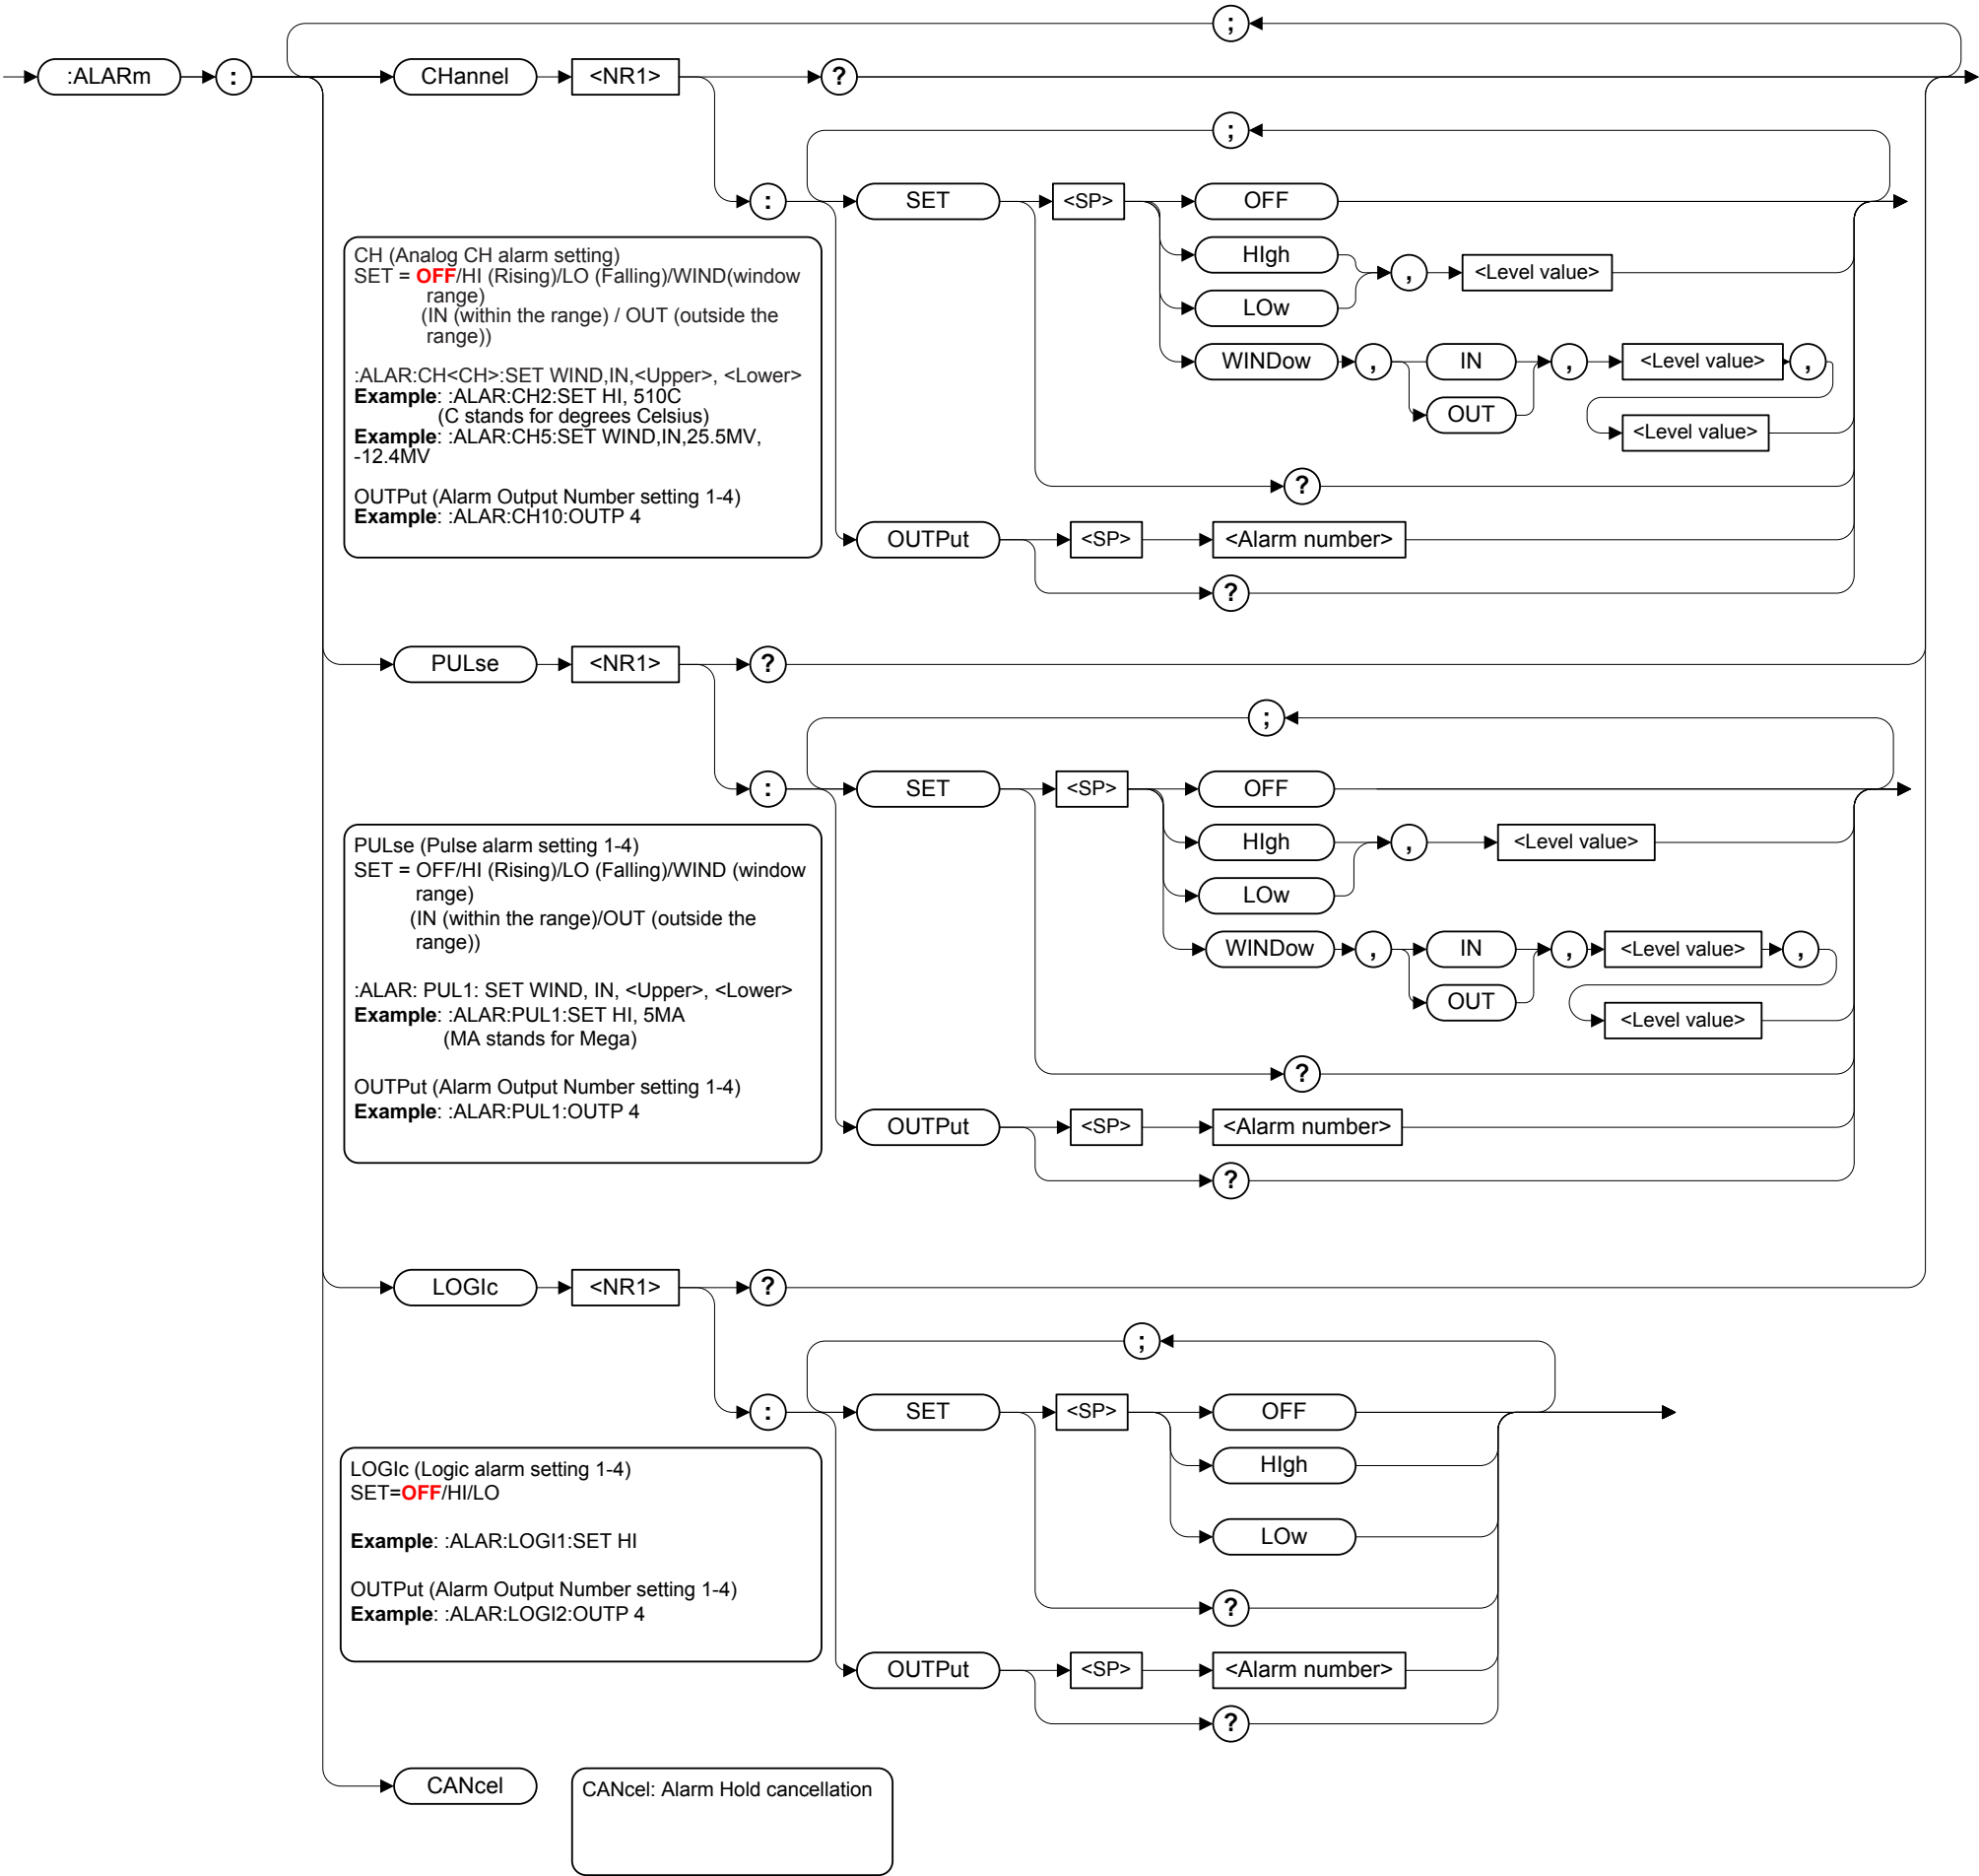 ;
:ALARm : CHannel <NR1> ?
;
: SET <SP> OFF
HIgh , <Level value>
LOw
WINDow , IN , <Level value> ,
OUT <Level value>
?
OUTPut <SP> <Alarm number>
?
CH (Analog CH alarm setting)
SET = OFF/HI (Rising)/LO (Falling)/WIND(window
range)
(IN (within the range) / OUT (outside the
range))
:ALAR:CH<CH>:SET WIND,IN,<Upper>, <Lower>
Example: :ALAR:CH2:SET HI, 510C
(C stands for degrees Celsius)
Example: :ALAR:CH5:SET WIND,IN,25.5MV,
-12.4MV
OUTPut (Alarm Output Number setting 1-4)
Example: :ALAR:CH10:OUTP 4
PULse <NR1> ?
;
: SET <SP> OFF
HIgh , <Level value>
LOw
WINDow , IN , <Level value> ,
OUT <Level value>
?
OUTPut <SP> <Alarm number>
?
PULse (Pulse alarm setting 1-4)
SET = OFF/HI (Rising)/LO (Falling)/WIND (window
range)
(IN (within the range)/OUT (outside the
range))
:ALAR: PUL1: SET WIND, IN, <Upper>, <Lower>
Example: :ALAR:PUL1:SET HI, 5MA
(MA stands for Mega)
OUTPut (Alarm Output Number setting 1-4)
Example: :ALAR:PUL1:OUTP 4
LOGIc <NR1> ?
;
: SET <SP> OFF
HIgh
LOw
?
OUTPut <SP> <Alarm number>
?
LOGIc (Logic alarm setting 1-4)
SET=OFF/HI/LO
Example: :ALAR:LOGI1:SET HI
OUTPut (Alarm Output Number setting 1-4)
Example: :ALAR:LOGI2:OUTP 4
CANcel
CANcel: Alarm Hold cancellation